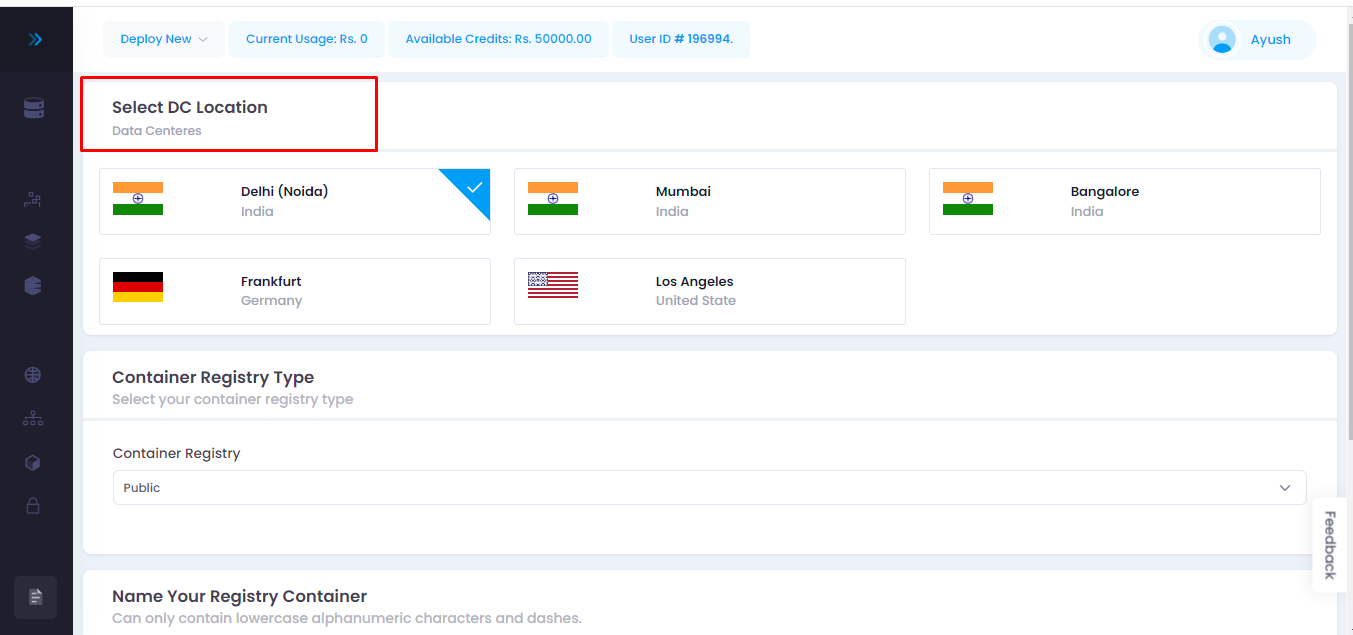 Deploy New
Current Usage: Rs. 0
Available Credits: Rs. 50000.00
User ID # 196994.
Ayush
Select DC Location
Data Centeres
Delhi (Noida)
India
Mumbai
India
Bangalore
India
Frankfurt
Germany
Los Angeles
United State
Container Registry Type
Select your container registry type
Container Registry
Public
Feedback
Name Your Registry Container
Can only contain lowercase alphanumeric characters and dashes.